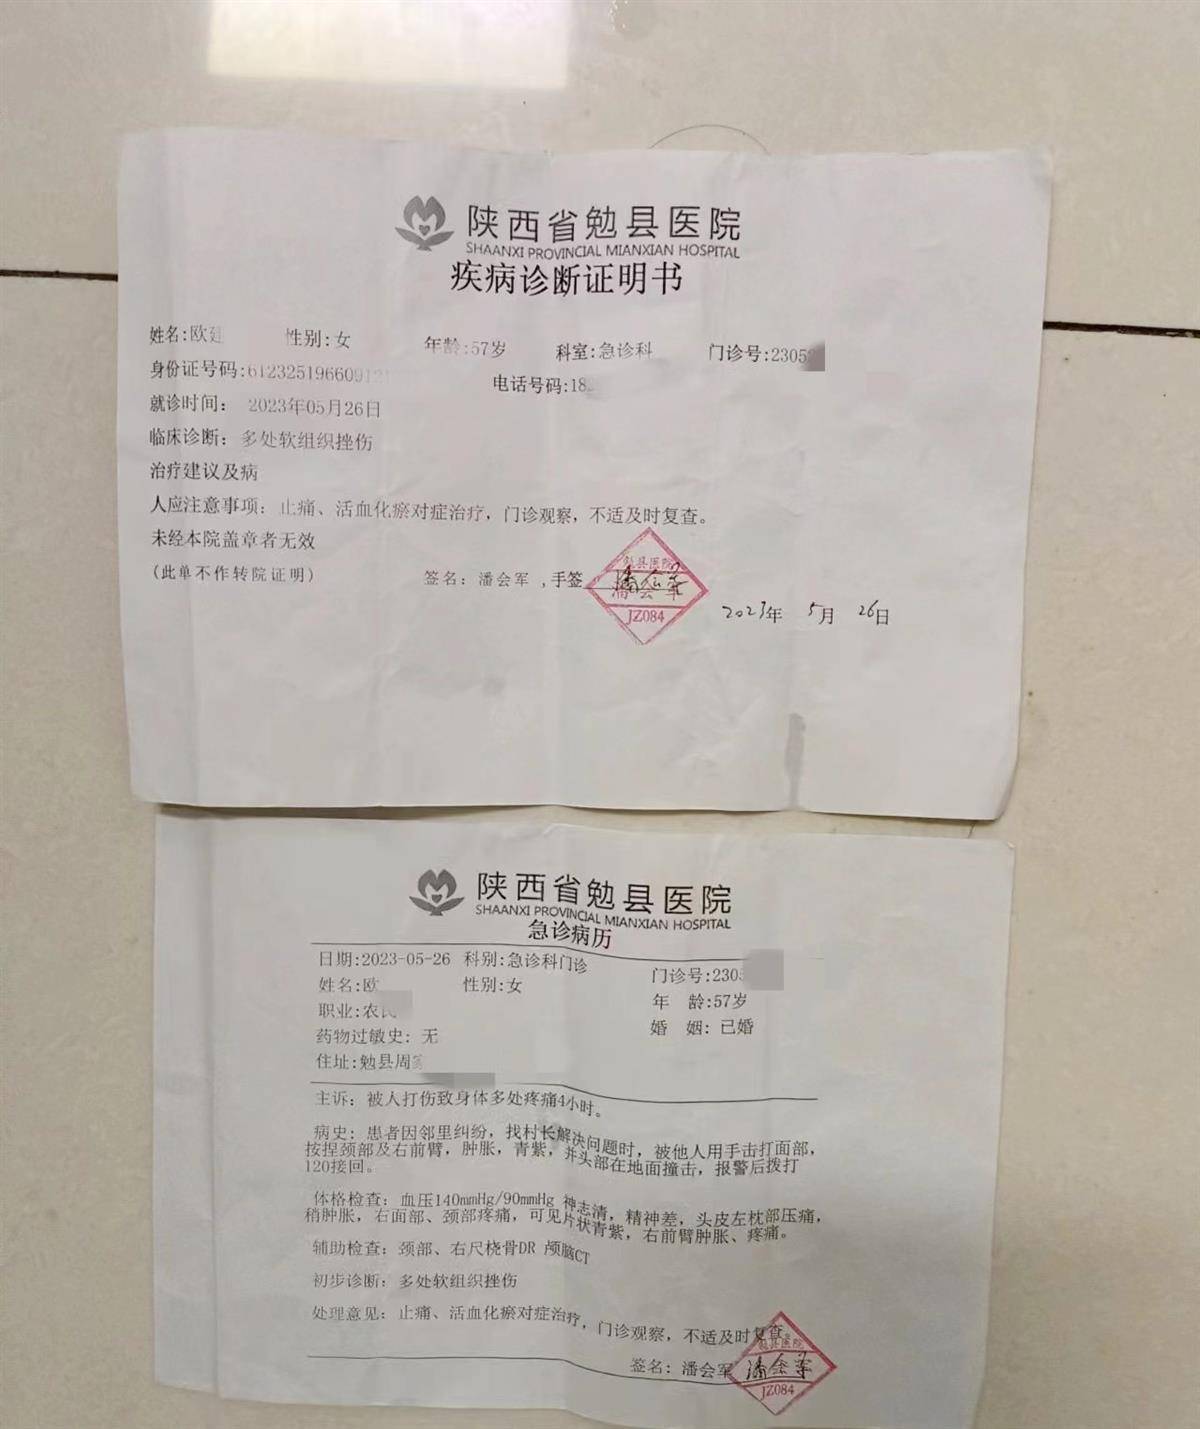 陕西省勉县医院
SHAANXI PROVINCIAL MIANXIAN HOSPITAL
疾病诊断证明书
姓名:欧建 性别:女 年龄:57岁 科室:急诊科 门诊号:2305
身份证号码:61232519660912 电话号码:18
就诊时间: 2023年05月26日
临床诊断: 多处软组织挫伤
治疗建议及病
人应注意事项: 止痛、活血化瘀对症治疗，门诊观察，不适及时复查。
未经本院盖章者无效
(此单不作转院证明) 签名: 潘会军 ,手签 潘会军 2023年 5月 26日
勉县医院
潘会军
JZ084
陕西省勉县医院
SHAANXI PROVINCIAL MIANXIAN HOSPITAL
急诊病历
日期:2023-05-26 科别:急诊科门诊 门诊号:2305
姓名:欧 性别:女 年 龄:57岁
职业:农民 婚 姻: 已婚
药物过敏史: 无
住址:勉县周家
主诉: 被人打伤致身体多处疼痛4小时。
病史: 患者因邻里纠纷，找村长解决问题时，被他人用手击打面部，
按捏颈部及右前臂，肿胀，青紫，并头部在地面撞击，报警后拨打
120接回。
体格检查: 血压140mmHg/90mmHg 神志清，精神差，头皮左枕部压痛，
稍肿胀，右面部、颈部疼痛，可见片状青紫，右前臂肿胀、疼痛。
辅助检查: 颈部、右尺桡骨DR 颅脑CT
初步诊断: 多处软组织挫伤
处理意见: 止痛、活血化瘀对症治疗，门诊观察，不适及时复查。
签名: 潘会军 潘会军
勉县医院
JZ084